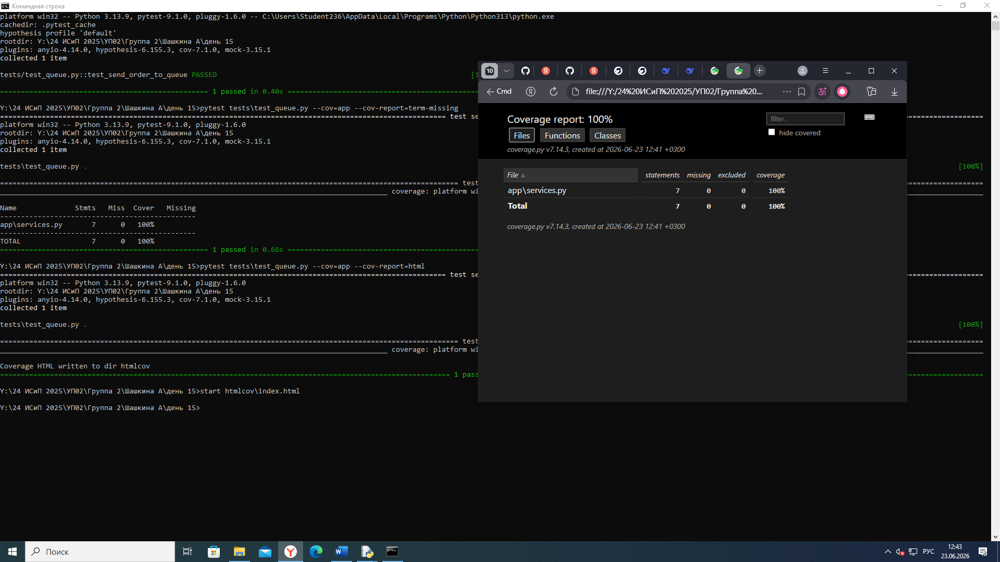 Командная строка
platform win32 -- Python 3.13.9, pytest-9.1.0, pluggy-1.6.0 -- C:\Users\Student236\AppData\Local\Programs\Python\Python313\python.exe
cachedir: .pytest_cache
hypothesis profile 'default'
rootdir: Y:\24 ИСиП 2025\УП02\Группа 2\Шашкина А\день 15
plugins: anyio-4.14.0, hypothesis-6.155.3, cov-7.1.0, mock-3.15.1
collected 1 item
tests/test_queue.py::test_send_order_to_queue PASSED [1
1 passed in 0.40s
Y:\24 ИСиП 2025\УП02\Группа 2\Шашкина А\день 15>pytest tests\test_queue.py --cov=app --cov-report=term-missing
test se
platform win32 -- Python 3.13.9, pytest-9.1.0, pluggy-1.6.0
rootdir: Y:\24 ИСиП 2025\УП02\Группа 2\Шашкина А\день 15
plugins: anyio-4.14.0, hypothesis-6.155.3, cov-7.1.0, mock-3.15.1
collected 1 item
tests\test_queue.py . [100%]
test
coverage: platform wi
Name Stmts Miss Cover Missing
app\services.py 7 0 100%
TOTAL 7 0 100%
1 passed in 0.66s
Y:\24 ИСиП 2025\УП02\Группа 2\Шашкина А\день 15>pytest tests\test_queue.py --cov=app --cov-report=html
test se
platform win32 -- Python 3.13.9, pytest-9.1.0, pluggy-1.6.0
rootdir: Y:\24 ИСиП 2025\УП02\Группа 2\Шашкина А\день 15
plugins: anyio-4.14.0, hypothesis-6.155.3, cov-7.1.0, mock-3.15.1
collected 1 item
tests\test_queue.py . [100%]
test
coverage: platform wi
Coverage HTML written to dir htmlcov
1 pass
Y:\24 ИСиП 2025\УП02\Группа 2\Шашкина А\день 15>start htmlcov\index.html
Y:\24 ИСиП 2025\УП02\Группа 2\Шашкина А\день 15>
10
Cmd
file:///Y:/24%20ИСиП%202025/УП02/Группа%20...
Coverage report: 100%
filter...
hide covered
Files Functions Classes
coverage.py v7.14.3, created at 2026-06-23 12:41 +0300
File statements missing excluded coverage
app\services.py 7 0 0 100%
Total 7 0 0 100%
coverage.py v7.14.3, created at 2026-06-23 12:41 +0300
Поиск
РУС
12:43
23.06.2026